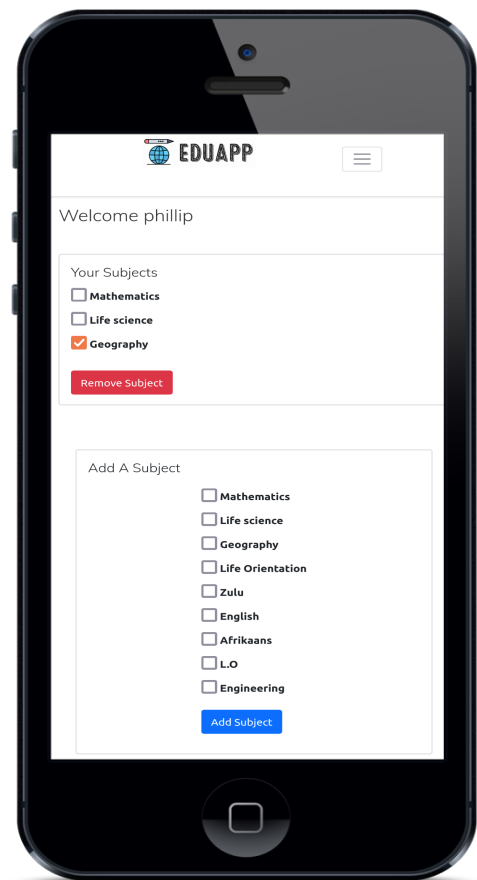 EDUAPP
Welcome phillip
Your Subjects
Mathematics
Life science
Geography
Remove Subject
Add A Subject
Mathematics
Life science
Geography
Life Orientation
Zulu
English
Afrikaans
L.O
Engineering
Add Subject